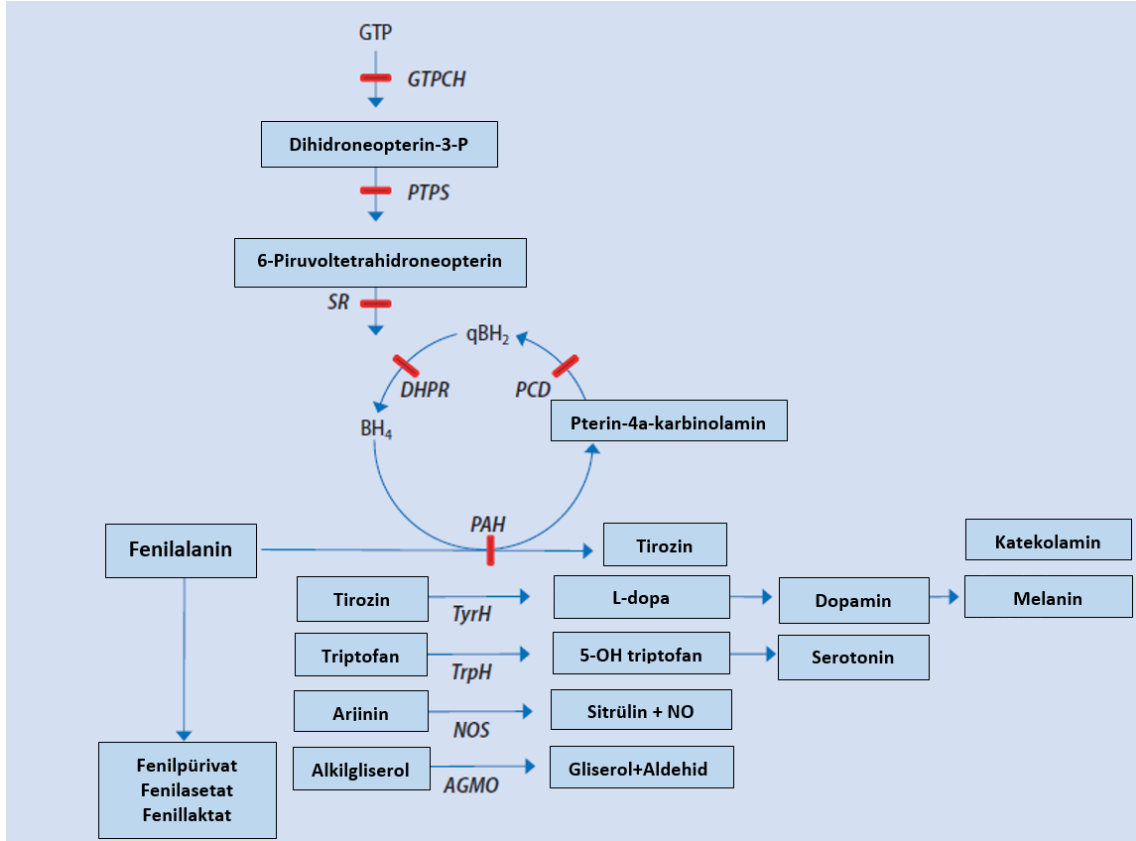 GTP
GTPCH
Dihidroneopterin-3-P
PTPS
6-Piruvoltetrahidroneopterin
SR
qBH₂
DHPR
PCD
BH₄
Pterin-4a-karbinolamin
PAH
Fenilalanin
Tirozin
Katekolamin
Tirozin
TyrH
L-dopa
Dopamin
Melanin
Triptofan
TrpH
5-OH triptofan
Serotonin
Arjinin
NOS
Sitrülin + NO
Alkilgliserol
AGMO
Gliserol+Aldehid
Fenilpürivat
Fenilasetat
Fenillaktat